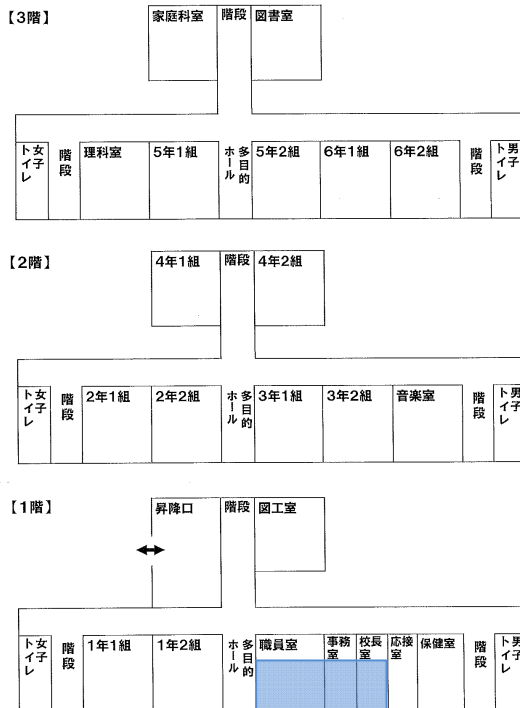 【3階】
家庭科室
階段
図書室
女子トイレ
階段
理科室
5年1組
多目的ホール
5年2組
6年1組
6年2組
階段
男子トイレ
【2階】
4年1組
階段
4年2組
女子トイレ
階段
2年1組
2年2組
多目的ホール
3年1組
3年2組
音楽室
階段
男子トイレ
【1階】
昇降口
階段
図工室
女子トイレ
階段
1年1組
1年2組
多目的ホール
職員室
事務室
校長室
応接室
保健室
階段
男子トイレ